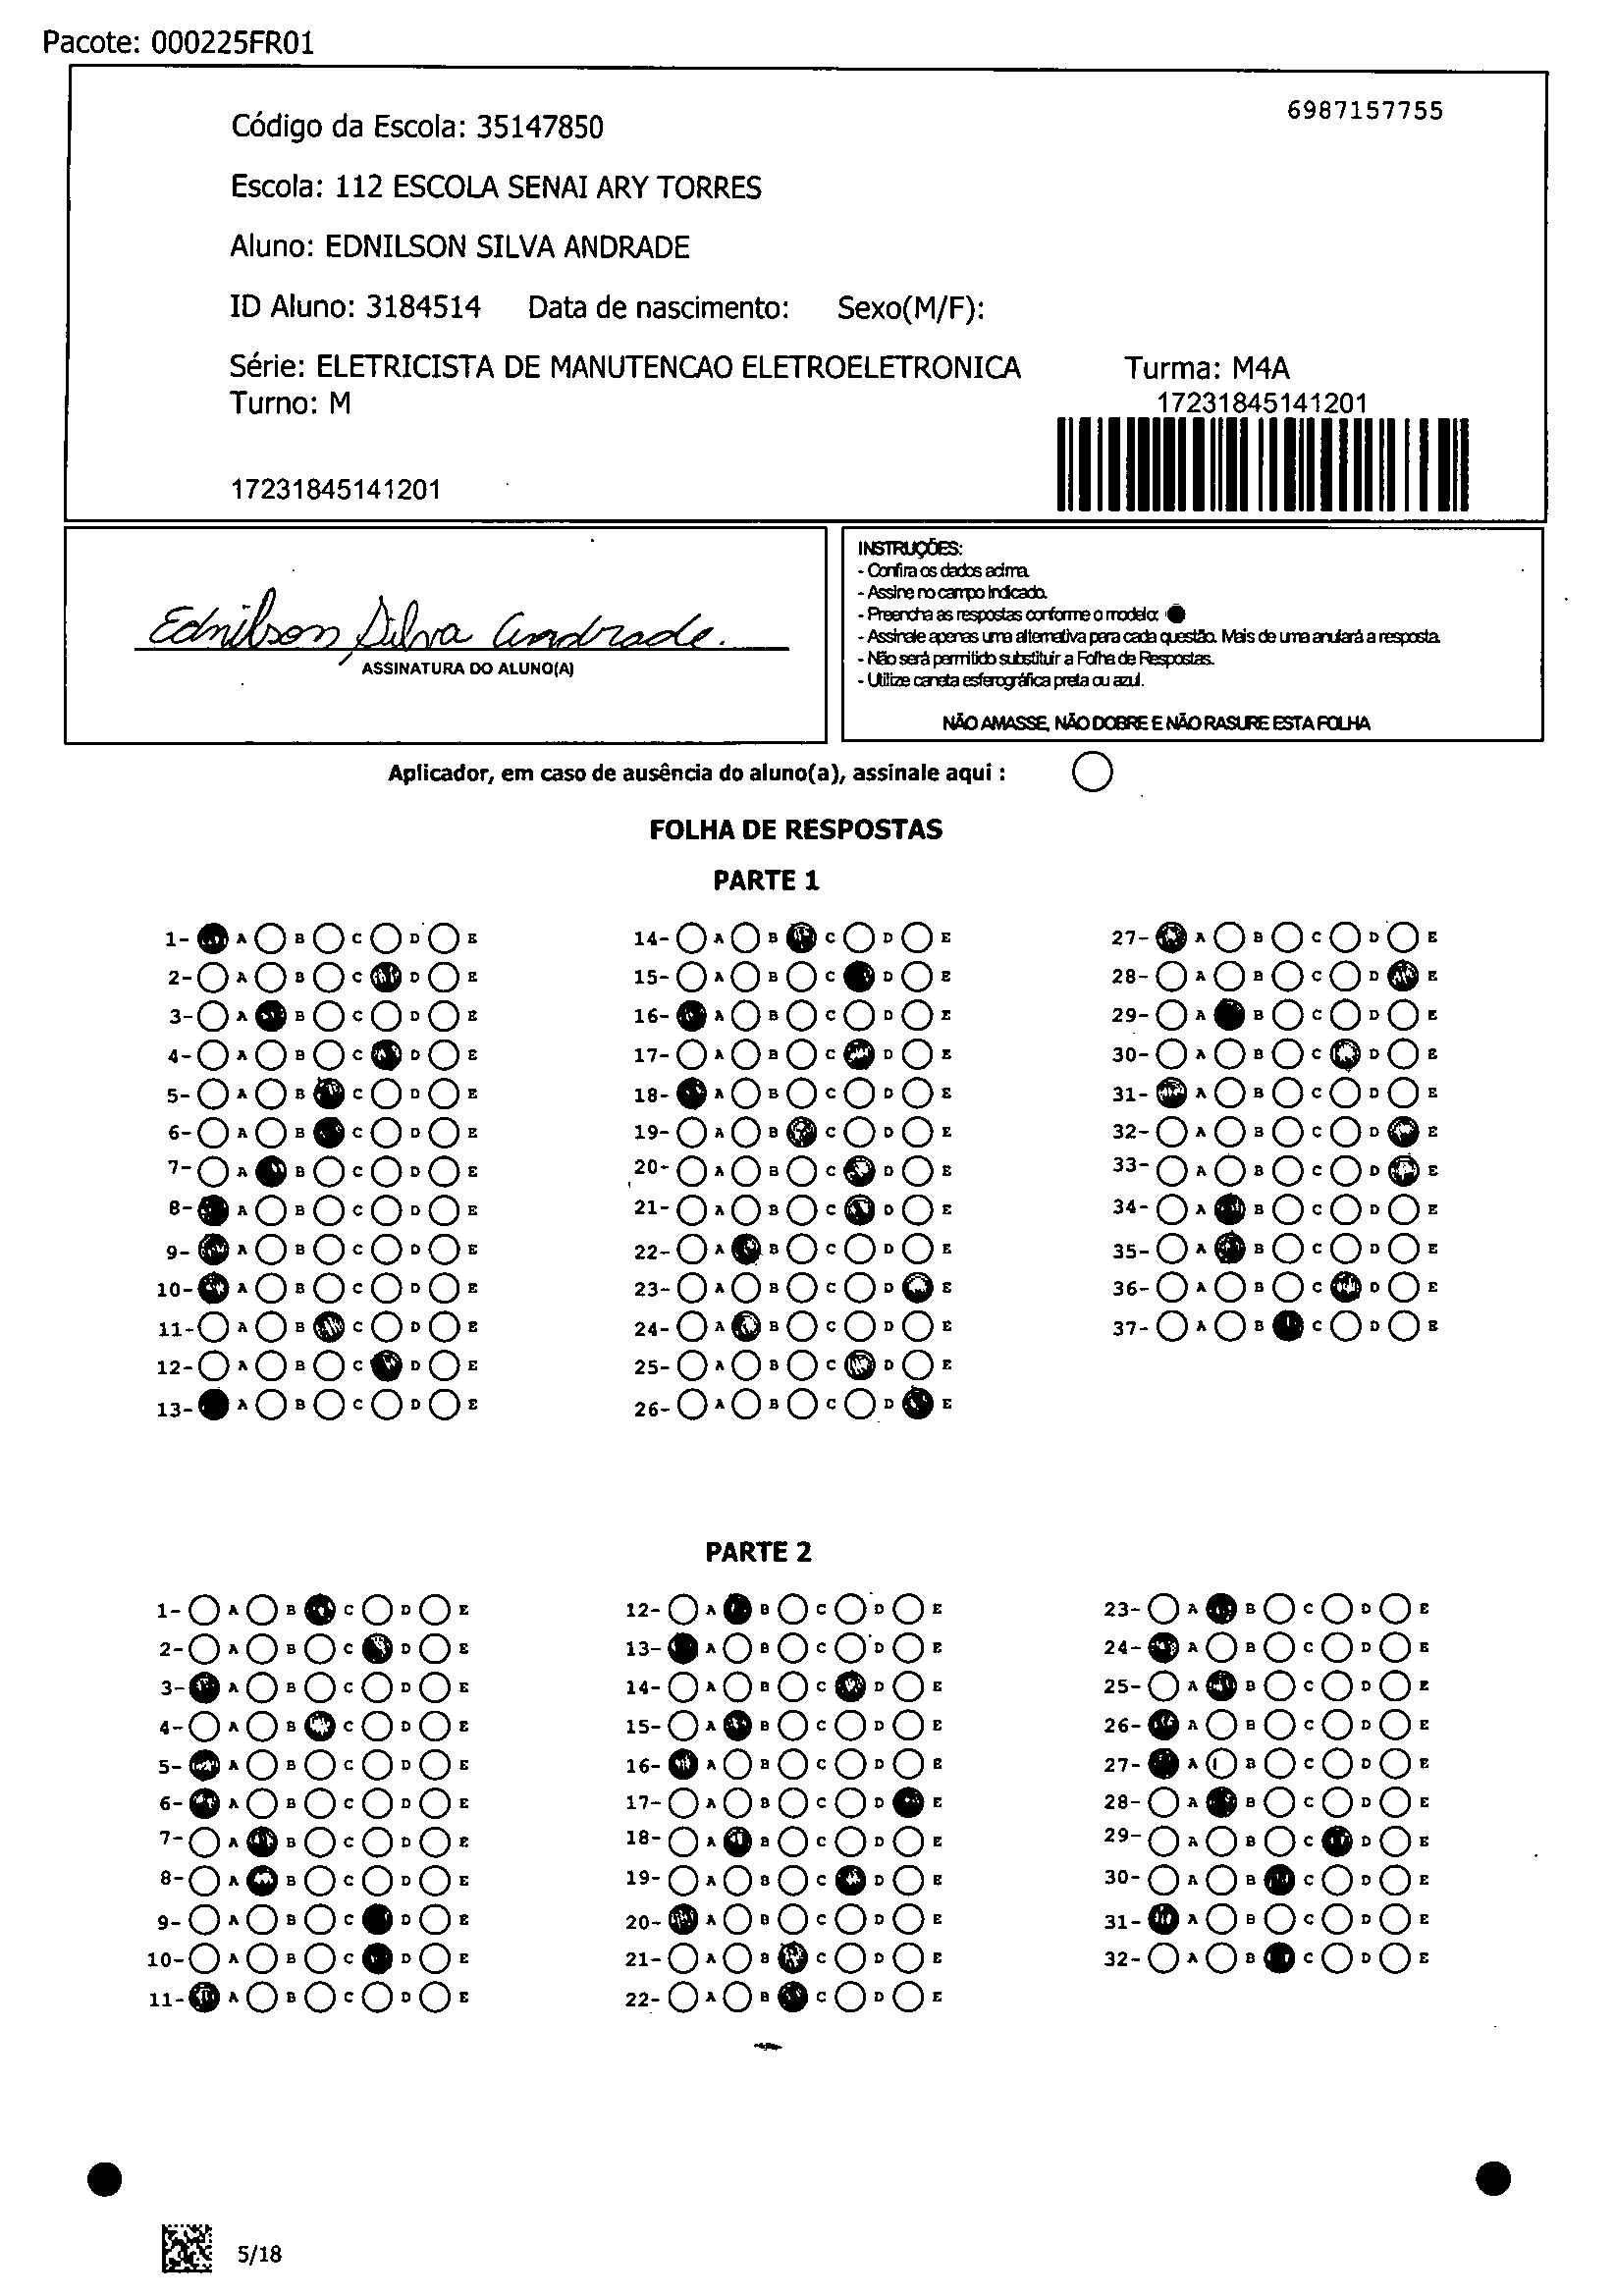 Pacote: 000225FR01
6987157755
Código da Escola: 35147850
Escola: 112 ESCOLA SENAI ARY TORRES
Aluno: EDNILSON SILVA ANDRADE
ID Aluno: 3184514 Data de nascimento: Sexo(M/F):
Série: ELETRICISTA DE MANUTENCAO ELETROELETRONICA Turma: M4A
Turno: M 17231845141201
17231845141201
Ednilson Silva Andrade.
ASSINATURA DO ALUNO(A)
INSTRUÇÕES:
- Confira os dados acima.
- Assine no campo indicado.
- Preencha as respostas conforme o modelo:
- Assinale apenas uma alternativa para cada questão. Mais de uma anulará a resposta.
- Não será permitido substituir a Folha de Respostas.
- Utilize caneta esferográfica preta ou azul.
NÃO AMASSE, NÃO DOBRE E NÃO RASURE ESTA FOLHA
Aplicador, em caso de ausência do aluno(a), assinale aqui :
FOLHA DE RESPOSTAS
PARTE 1
1- A B C D E 14- A B C D E 27- A B C D E
2- A B C D E 15- A B C D E 28- A B C D E
3- A B C D E 16- A B C D E 29- A B C D E
4- A B C D E 17- A B C D E 30- A B C D E
5- A B C D E 18- A B C D E 31- A B C D E
6- A B C D E 19- A B C D E 32- A B C D E
7- A B C D E 20- A B C D E 33- A B C D E
8- A B C D E 21- A B C D E 34- A B C D E
9- A B C D E 22- A B C D E 35- A B C D E
10- A B C D E 23- A B C D E 36- A B C D E
11- A B C D E 24- A B C D E 37- A B C D E
12- A B C D E 25- A B C D E
13- A B C D E 26- A B C D E
PARTE 2
1- A B C D E 12- A B C D E 23- A B C D E
2- A B C D E 13- A B C D E 24- A B C D E
3- A B C D E 14- A B C D E 25- A B C D E
4- A B C D E 15- A B C D E 26- A B C D E
5- A B C D E 16- A B C D E 27- A B C D E
6- A B C D E 17- A B C D E 28- A B C D E
7- A B C D E 18- A B C D E 29- A B C D E
8- A B C D E 19- A B C D E 30- A B C D E
9- A B C D E 20- A B C D E 31- A B C D E
10- A B C D E 21- A B C D E 32- A B C D E
11- A B C D E 22- A B C D E
5/18